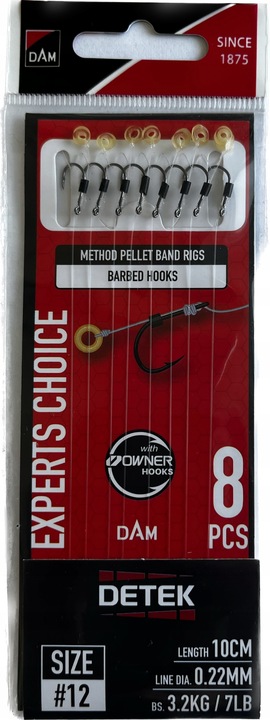 DAM
SINCE
1875
METHOD PELLET BAND RIGS
BARBED HOOKS
EXPERTS CHOICE
with
OWNER
HOOKS
DAM
8
PCS
DETEK
SIZE
#12
LENGTH 10CM
LINE DIA. 0.22MM
BS. 3.2KG / 7LB